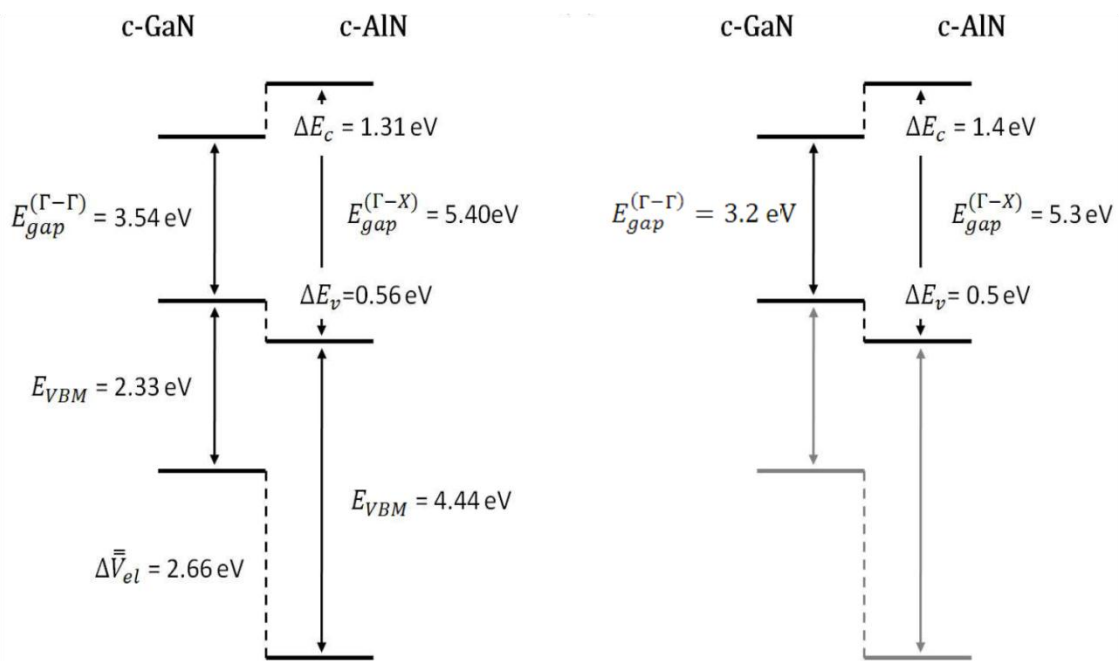 c-GaN c-AlN
ΔE_c = 1.31 eV
E_gap^(Γ−Γ) = 3.54 eV
E_gap^(Γ−X) = 5.40eV
ΔE_v=0.56 eV
E_VBM = 2.33 eV
E_VBM = 4.44 eV
ΔV̿_el = 2.66 eV
c-GaN c-AlN
ΔE_c = 1.4 eV
E_gap^(Γ−Γ) = 3.2 eV
E_gap^(Γ−X) = 5.3 eV
ΔE_v= 0.5 eV